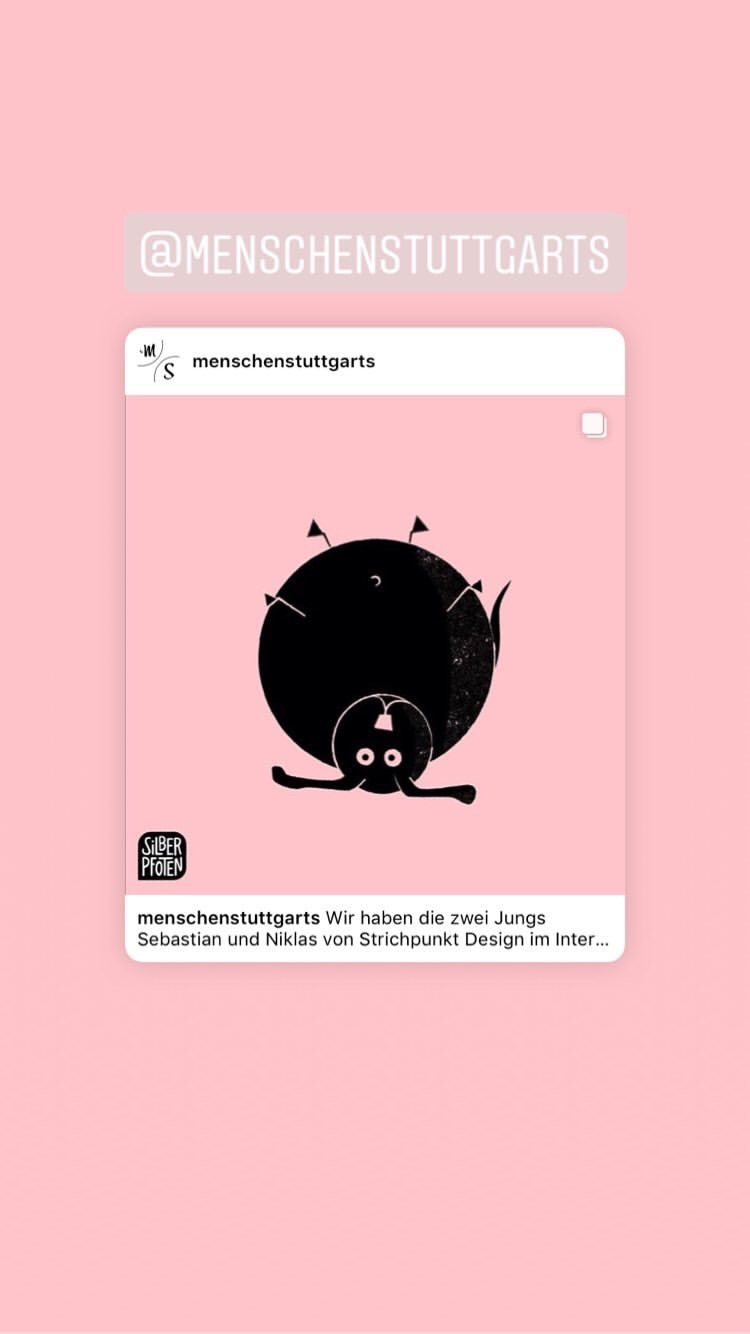 @MENSCHENSTUTTGARTS
m
S
menschenstuttgarts
SiLBER
PFOTEN
menschenstuttgarts Wir haben die zwei Jungs
Sebastian und Niklas von Strichpunkt Design im Inter...